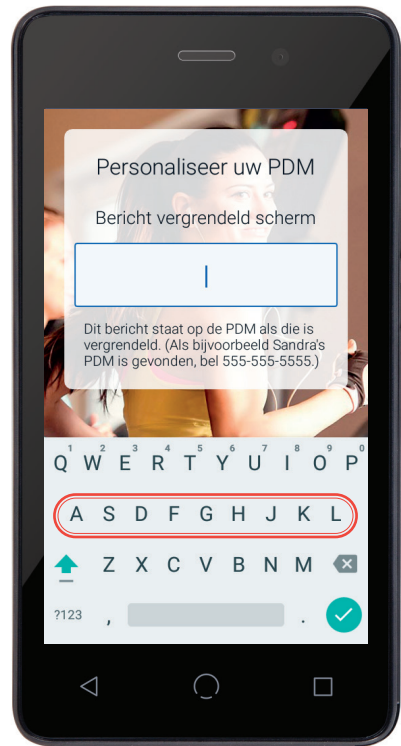 Personaliseer uw PDM
Bericht vergrendeld scherm
Dit bericht staat op de PDM als die is
vergrendeld. (Als bijvoorbeeld Sandra's
PDM is gevonden, bel 555-555-5555.)
1 2 3 4 5 6 7 8 9 0
Q W E R T Y U I O P
A S D F G H J K L
Z X C V B N M
?123 , .